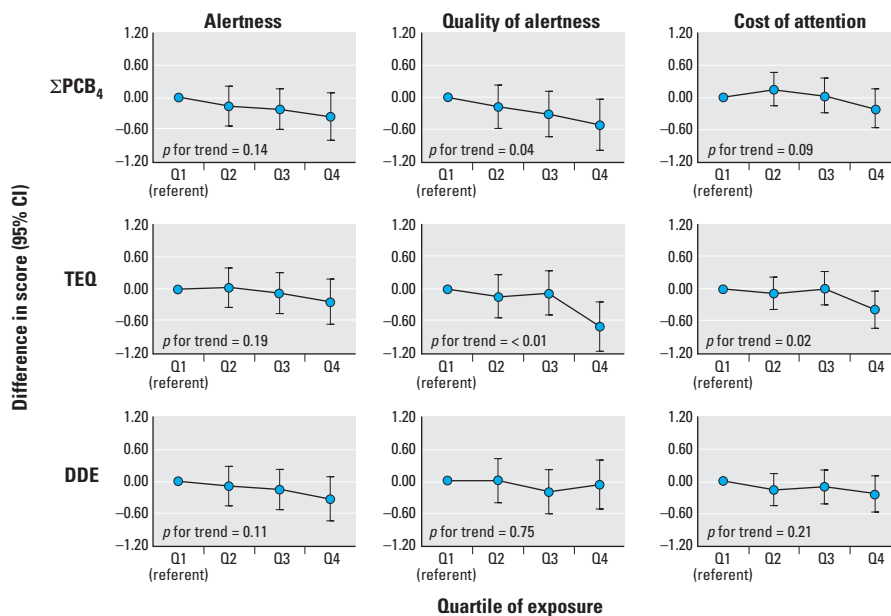 Alertness Quality of alertness Cost of attention
Difference in score (95% CI)
ΣPCB4
1.20 0.60 0.00 −0.60 −1.20
p for trend = 0.14
Q1 Q2 Q3 Q4
(referent)
1.20 0.60 0.00 −0.60 −1.20
p for trend = 0.04
Q1 Q2 Q3 Q4
(referent)
1.20 0.60 0.00 −0.60 −1.20
p for trend = 0.09
Q1 Q2 Q3 Q4
(referent)
TEQ
1.20 0.60 0.00 −0.60 −1.20
p for trend = 0.19
Q1 Q2 Q3 Q4
(referent)
1.20 0.60 0.00 −0.60 −1.20
p for trend = < 0.01
Q1 Q2 Q3 Q4
(referent)
1.20 0.60 0.00 −0.60 −1.20
p for trend = 0.02
Q1 Q2 Q3 Q4
(referent)
DDE
1.20 0.60 0.00 −0.60 −1.20
p for trend = 0.11
Q1 Q2 Q3 Q4
(referent)
1.20 0.60 0.00 −0.60 −1.20
p for trend = 0.75
Q1 Q2 Q3 Q4
(referent)
1.20 0.60 0.00 −0.60 −1.20
p for trend = 0.21
Q1 Q2 Q3 Q4
(referent)
Quartile of exposure